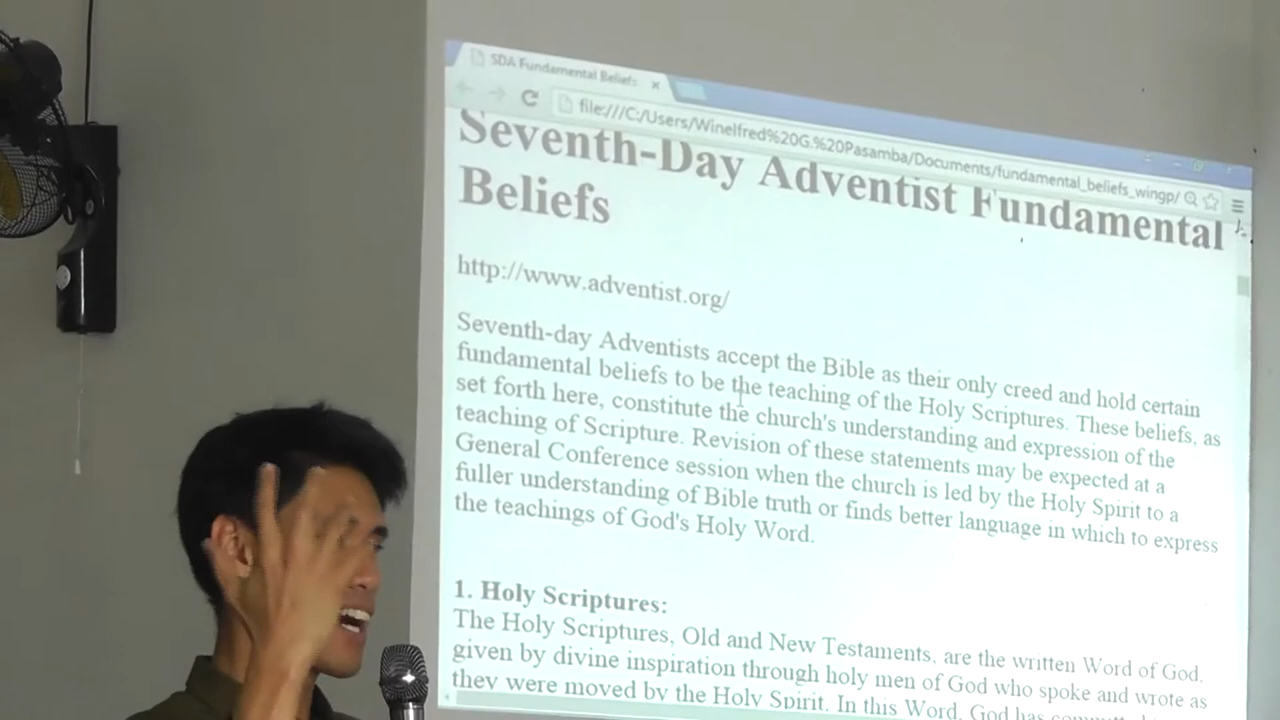 SDA Fundamental Beliefs
file:///C:/Users/Winelfred%20G.%20Pasamba/Documents/fundamental_beliefs_wingp/
Seventh-Day Adventist Fundamental
Beliefs
http://www.adventist.org/
Seventh-day Adventists accept the Bible as their only creed and hold certain
fundamental beliefs to be the teaching of the Holy Scriptures. These beliefs, as
set forth here, constitute the church's understanding and expression of the
teaching of Scripture. Revision of these statements may be expected at a
General Conference session when the church is led by the Holy Spirit to a
fuller understanding of Bible truth or finds better language in which to express
the teachings of God's Holy Word.
1. Holy Scriptures:
The Holy Scriptures, Old and New Testaments, are the written Word of God,
given by divine inspiration through holy men of God who spoke and wrote as
they were moved by the Holy Spirit. In this Word, God has